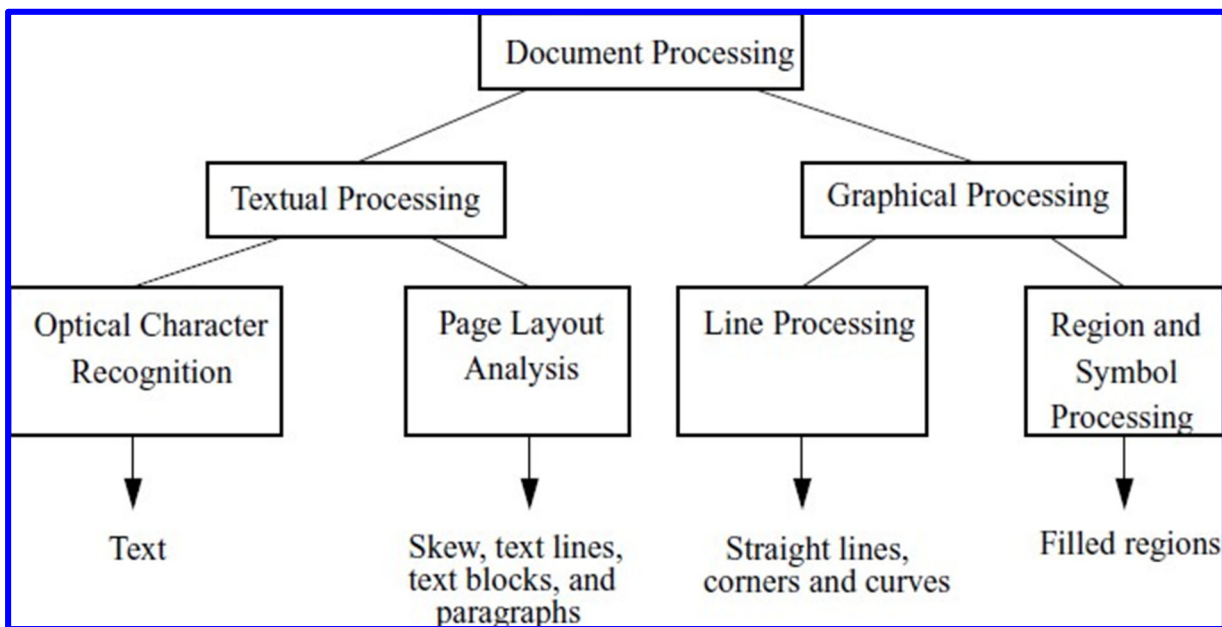 Document Processing
Textual Processing
Graphical Processing
Optical Character
Recognition
Page Layout
Analysis
Line Processing
Region and
Symbol
Processing
Text
Skew, text lines,
text blocks, and
paragraphs
Straight lines,
corners and curves
Filled regions